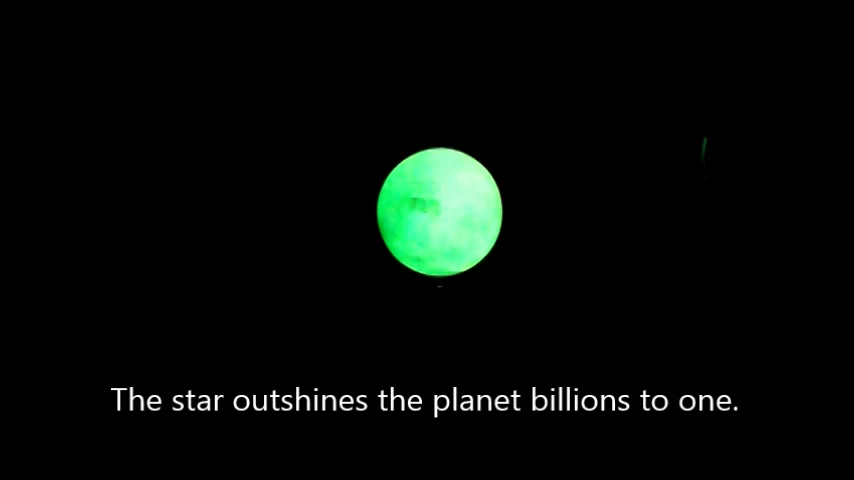 The star outshines the planet billions to one.